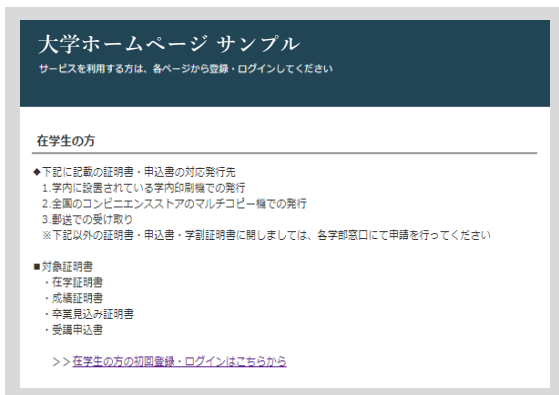 大学ホームページ サンプル
サービスを利用する方は、各ページから登録・ログインしてください
在学生の方
◆下記に記載の証明書・申込書の対応発行先
1.学内に設置されている学内印刷機での発行
2.全国のコンビニエンスストアのマルチコピー機での発行
3.郵送での受け取り
※下記以外の証明書・申込書・学割証明書に関しましては、各学部窓口にて申請を行ってください
■対象証明書
・在学証明書
・成績証明書
・卒業見込み証明書
・受講申込書
>>在学生の方の初回登録・ログインはこちらから